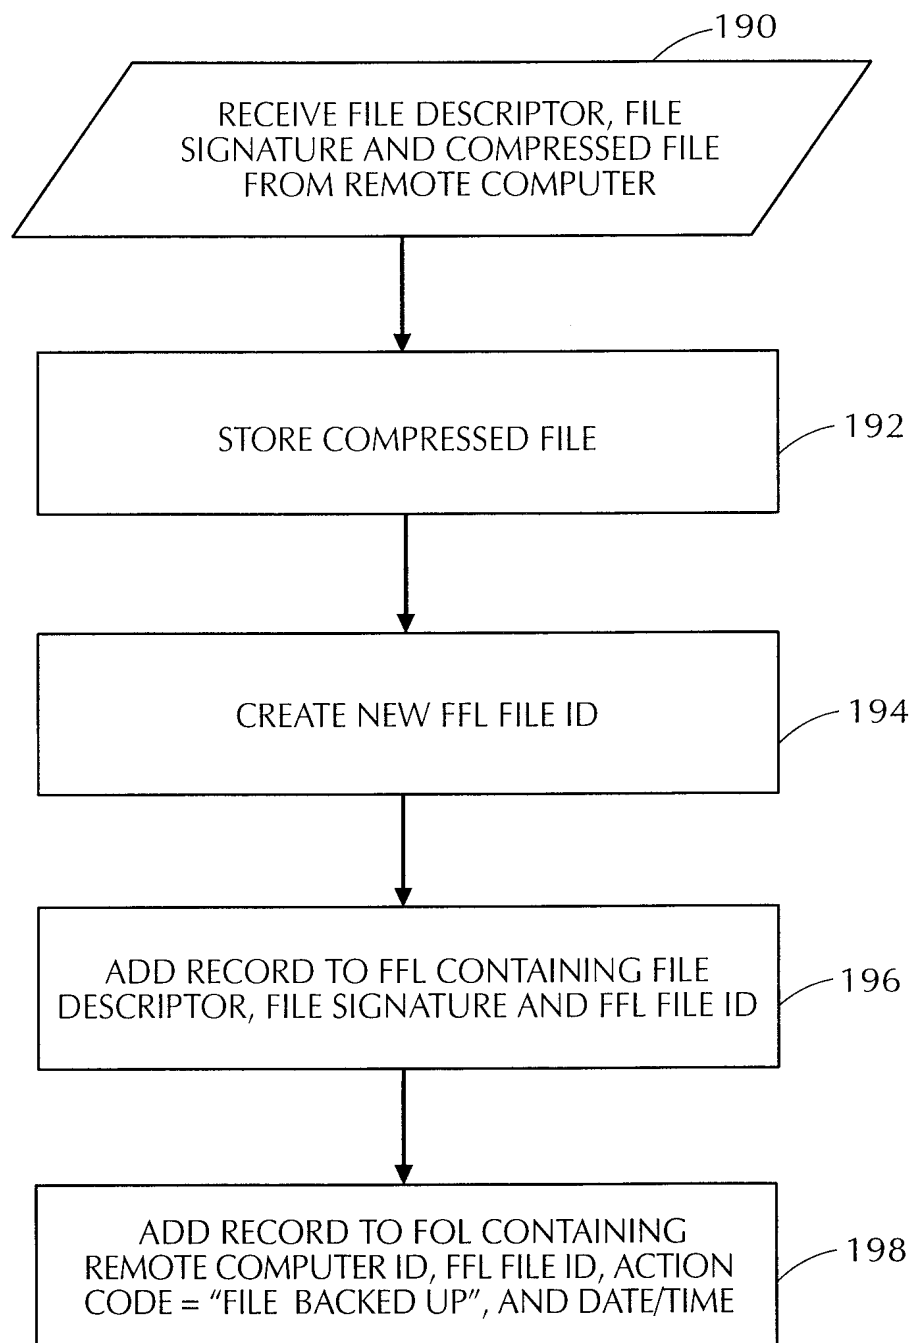 190
RECEIVE FILE DESCRIPTOR, FILE
SIGNATURE AND COMPRESSED FILE
FROM REMOTE COMPUTER
STORE COMPRESSED FILE
192
CREATE NEW FFL FILE ID
194
ADD RECORD TO FFL CONTAINING FILE
DESCRIPTOR, FILE SIGNATURE AND FFL FILE ID
196
ADD RECORD TO FOL CONTAINING
REMOTE COMPUTER ID, FFL FILE ID, ACTION
CODE = “FILE BACKED UP”, AND DATE/TIME
198